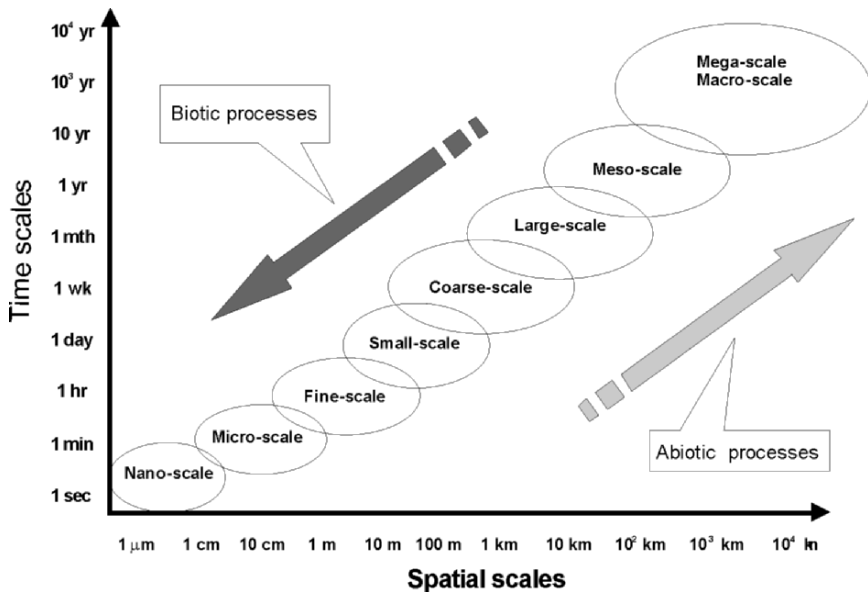 10⁴ yr
10³ yr
10 yr
1 yr
1 mth
1 wk
1 day
1 hr
1 min
1 sec
Time scales
Biotic processes
Mega-scale
Macro-scale
Meso-scale
Large-scale
Coarse-scale
Small-scale
Fine-scale
Micro-scale
Nano-scale
Abiotic processes
1 μm 1 cm 10 cm 1 m 10 m 100 m 1 km 10 km 10² km 10³ km 10⁴
Spatial scales